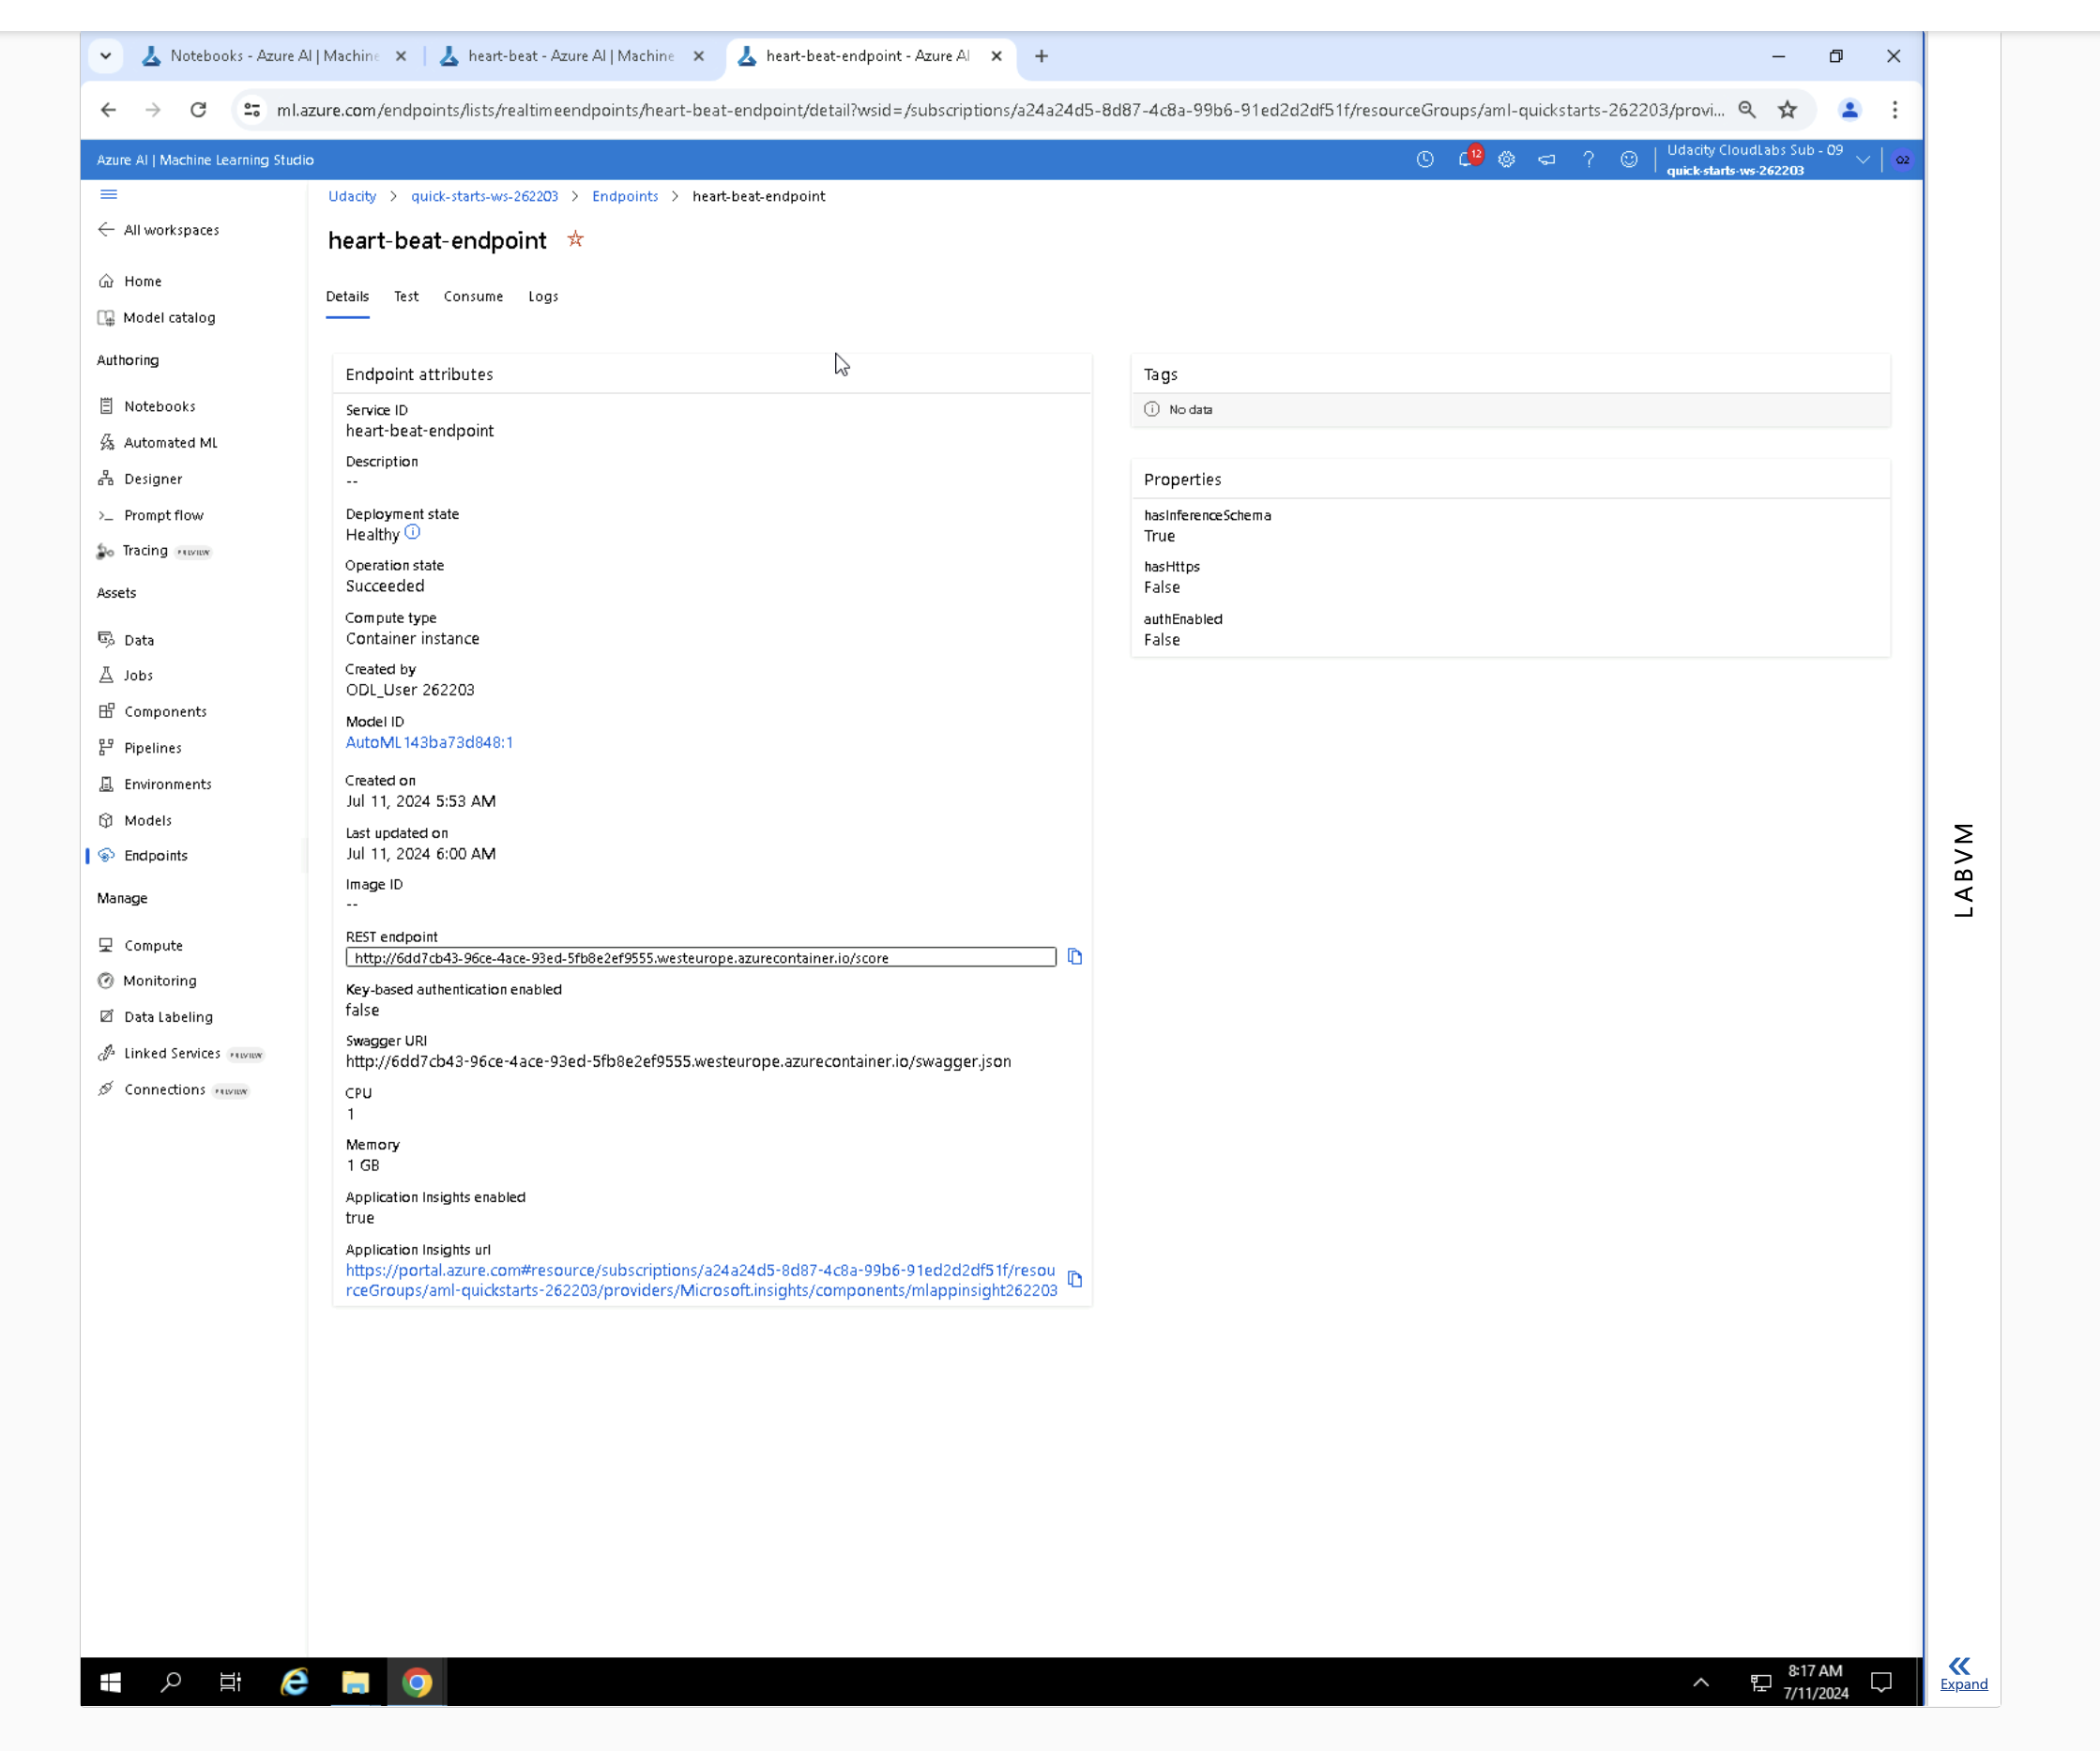 Notebooks - Azure AI | Machine
heart-beat - Azure AI | Machine
heart-beat-endpoint - Azure AI
ml.azure.com/endpoints/lists/realtimeendpoints/heart-beat-endpoint/detail?wsid=/subscriptions/a24a24d5-8d87-4c8a-99b6-91ed2d2df51f/resourceGroups/aml-quickstarts-262203/provi...
Azure AI | Machine Learning Studio
12
Udacity CloudLabs Sub - 09
quick-starts-ws-262203
O2
All workspaces
Home
Model catalog
Authoring
Notebooks
Automated ML
Designer
Prompt flow
Tracing PREVIEW
Assets
Data
Jobs
Components
Pipelines
Environments
Models
Endpoints
Manage
Compute
Monitoring
Data Labeling
Linked Services PREVIEW
Connections PREVIEW
Udacity > quick-starts-ws-262203 > Endpoints > heart-beat-endpoint
heart-beat-endpoint
Details Test Consume Logs
Endpoint attributes
Service ID
heart-beat-endpoint
Description
--
Deployment state
Healthy
Operation state
Succeeded
Compute type
Container instance
Created by
ODL_User 262203
Model ID
AutoML143ba73d848:1
Created on
Jul 11, 2024 5:53 AM
Last updated on
Jul 11, 2024 6:00 AM
Image ID
--
REST endpoint
http://6dd7cb43-96ce-4ace-93ed-5fb8e2ef9555.westeurope.azurecontainer.io/score
Key-based authentication enabled
false
Swagger URI
http://6dd7cb43-96ce-4ace-93ed-5fb8e2ef9555.westeurope.azurecontainer.io/swagger.json
CPU
1
Memory
1 GB
Application Insights enabled
true
Application Insights url
https://portal.azure.com#resource/subscriptions/a24a24d5-8d87-4c8a-99b6-91ed2d2df51f/resou
rceGroups/aml-quickstarts-262203/providers/Microsoft.insights/components/mlappinsight262203
Tags
No data
Properties
hasInferenceSchema
True
hasHttps
False
authEnabled
False
LABVM
Expand
8:17 AM
7/11/2024